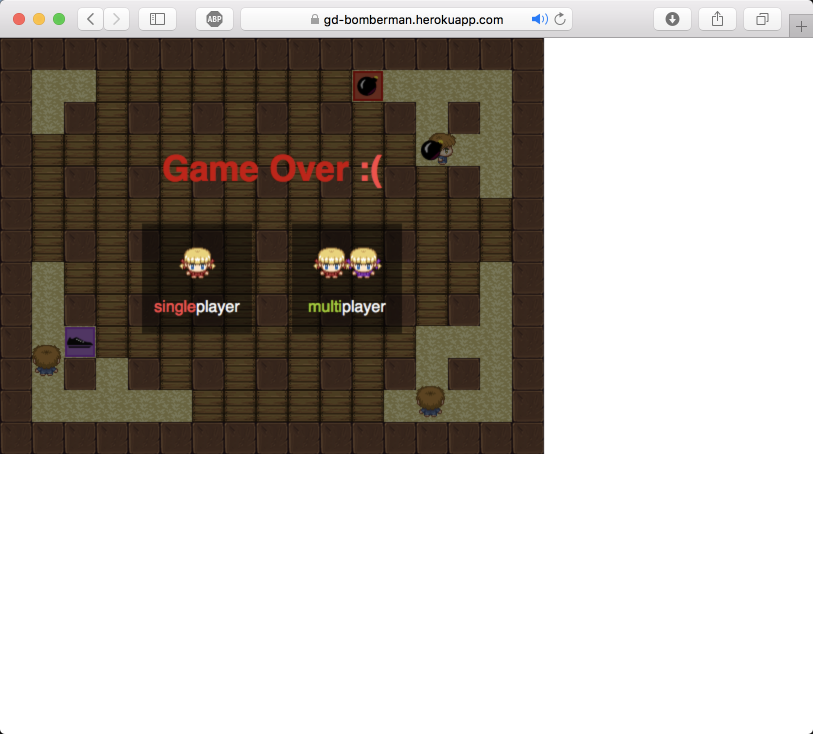 ABP
gd-bomberman.herokuapp.com
Game Over :(
singleplayer
multiplayer